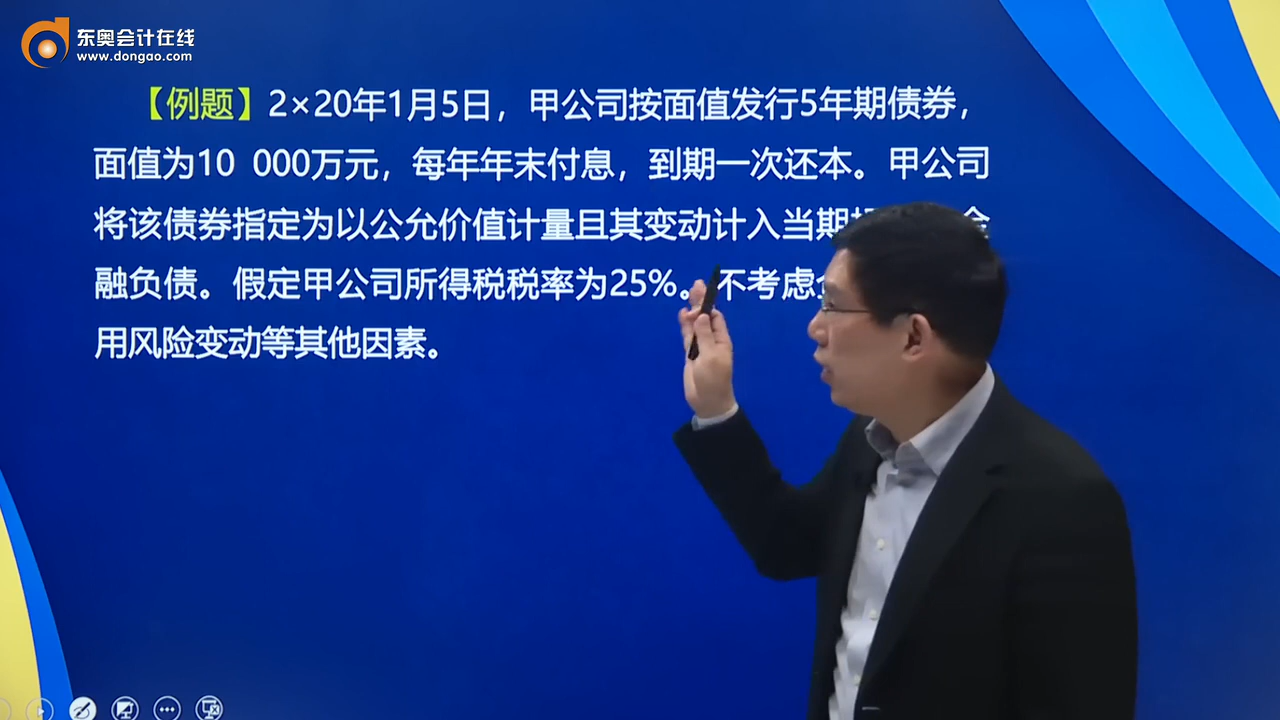 东奥会计在线
www.dongao.com
【例题】2×20年1月5日，甲公司按面值发行5年期债券，
面值为10 000万元，每年年末付息，到期一次还本。甲公司
将该债券指定为以公允价值计量且其变动计入当期 金
融负债。假定甲公司所得税税率为25%。不考虑
用风险变动等其他因素。